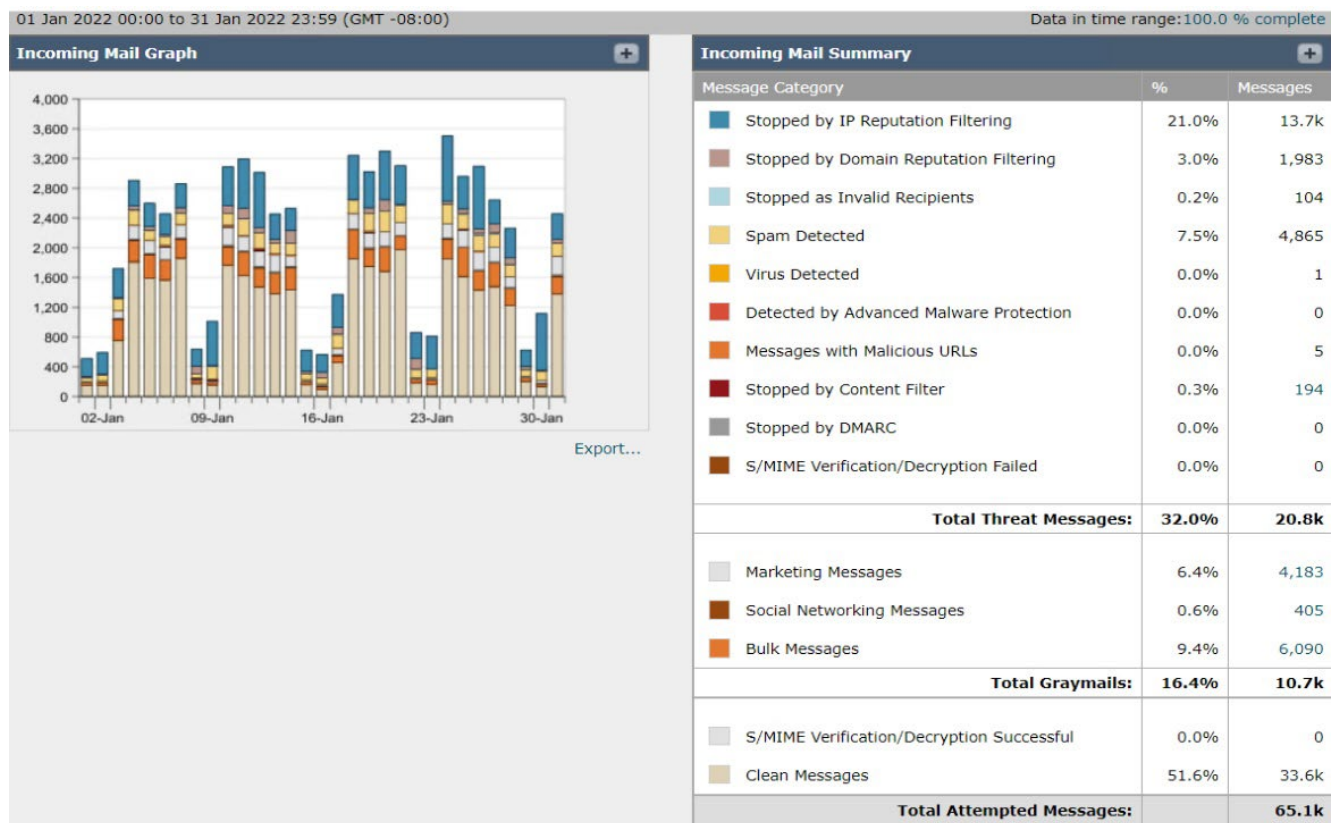 01 Jan 2022 00:00 to 31 Jan 2022 23:59 (GMT -08:00)
Data in time range:100.0 % complete
Incoming Mail Graph
4,000
3,600
3,200
2,800
2,400
2,000
1,600
1,200
800
400
0
02-Jan 09-Jan 16-Jan 23-Jan 30-Jan
Export...
Incoming Mail Summary
Message Category % Messages
Stopped by IP Reputation Filtering 21.0% 13.7k
Stopped by Domain Reputation Filtering 3.0% 1,983
Stopped as Invalid Recipients 0.2% 104
Spam Detected 7.5% 4,865
Virus Detected 0.0% 1
Detected by Advanced Malware Protection 0.0% 0
Messages with Malicious URLs 0.0% 5
Stopped by Content Filter 0.3% 194
Stopped by DMARC 0.0% 0
S/MIME Verification/Decryption Failed 0.0% 0
Total Threat Messages: 32.0% 20.8k
Marketing Messages 6.4% 4,183
Social Networking Messages 0.6% 405
Bulk Messages 9.4% 6,090
Total Graymails: 16.4% 10.7k
S/MIME Verification/Decryption Successful 0.0% 0
Clean Messages 51.6% 33.6k
Total Attempted Messages: 65.1k